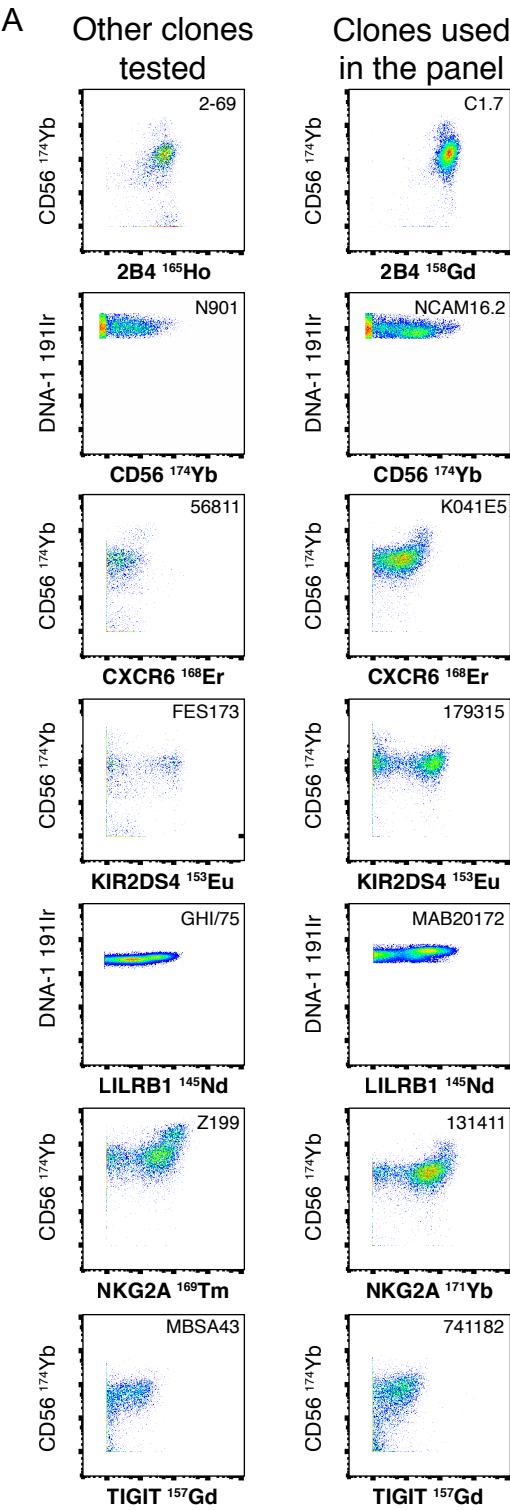 A
Other clones
tested
Clones used
in the panel
2-69
CD56 ¹⁷⁴Yb
2B4 ¹⁶⁵Ho
C1.7
CD56 ¹⁷⁴Yb
2B4 ¹⁵⁸Gd
N901
DNA-1 191Ir
CD56 ¹⁷⁴Yb
NCAM16.2
DNA-1 191Ir
CD56 ¹⁷⁴Yb
56811
CD56 ¹⁷⁴Yb
CXCR6 ¹⁶⁸Er
K041E5
CD56 ¹⁷⁴Yb
CXCR6 ¹⁶⁸Er
FES173
CD56 ¹⁷⁴Yb
KIR2DS4 ¹⁵³Eu
179315
CD56 ¹⁷⁴Yb
KIR2DS4 ¹⁵³Eu
GHI/75
DNA-1 191Ir
LILRB1 ¹⁴⁵Nd
MAB20172
DNA-1 191Ir
LILRB1 ¹⁴⁵Nd
Z199
CD56 ¹⁷⁴Yb
NKG2A ¹⁶⁹Tm
131411
CD56 ¹⁷⁴Yb
NKG2A ¹⁷¹Yb
MBSA43
CD56 ¹⁷⁴Yb
TIGIT ¹⁵⁷Gd
741182
CD56 ¹⁷⁴Yb
TIGIT ¹⁵⁷Gd